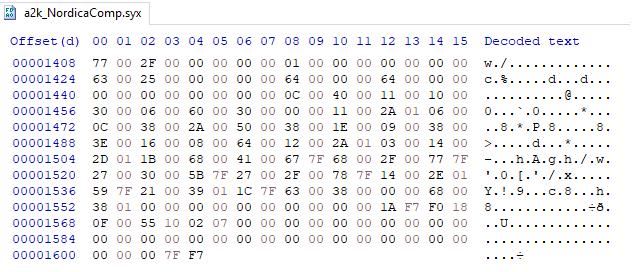 a2k_NordicaComp.syx
Offset(d) 00 01 02 03 04 05 06 07 08 09 10 11 12 13 14 15 Decoded text
00001408 77 00 2F 00 00 00 00 00 01 00 00 00 00 00 00 00 w./.............
00001424 63 00 25 00 00 00 00 00 64 00 00 00 64 00 00 00 c.%.....d...d...
00001440 00 00 00 00 00 00 00 00 0C 00 40 00 11 00 10 00 ..........@.....
00001456 30 00 06 00 60 00 30 00 00 00 11 00 2A 01 06 00 0...`.0.....*...
00001472 0C 00 38 00 2A 00 50 00 38 00 1E 00 09 00 38 00 ..8.*.P.8.....8.
00001488 3E 00 16 00 08 00 64 00 12 00 2A 01 03 00 14 00 >.....d...*.....
00001504 2D 01 1B 00 68 00 41 00 67 7F 68 00 2F 00 77 7F -...h.A.g.h./.w.
00001520 27 00 30 00 5B 7F 27 00 2F 00 78 7F 14 00 2E 01 '.0.[.'./.x.....
00001536 59 7F 21 00 39 01 1C 7F 63 00 38 00 00 00 68 00 Y.!.9...c.8...h.
00001552 38 01 00 00 00 00 00 00 00 00 00 00 1A F7 F0 18 8............÷ð.
00001568 0F 00 55 10 02 07 00 00 00 00 00 00 00 00 00 00 ..U.............
00001584 00 00 00 00 00 00 00 00 00 00 00 00 00 00 00 00 ................
00001600 00 00 00 7F F7 ....÷